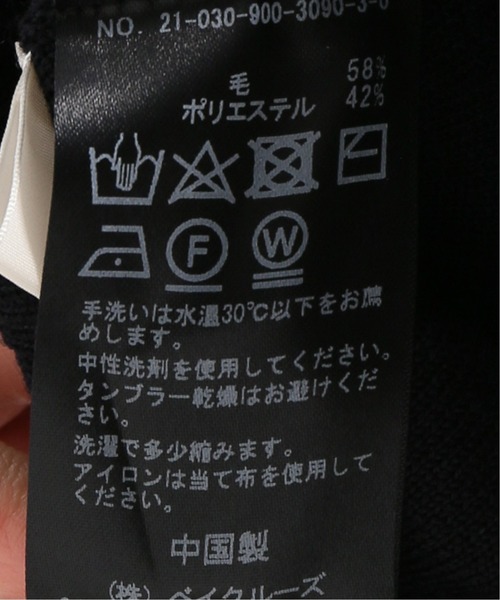 NO. 21-030-900-3090-3-0
毛 58%
ポリエステル 42%
F W
手洗いは水温30℃以下をお薦
めします。
中性洗剤を使用してください。
タンブラー乾燥はお避けくだ
さい。
洗濯で多少縮みます。
アイロンは当て布を使用して
ください。
中国製
(株) ベイクルーズ